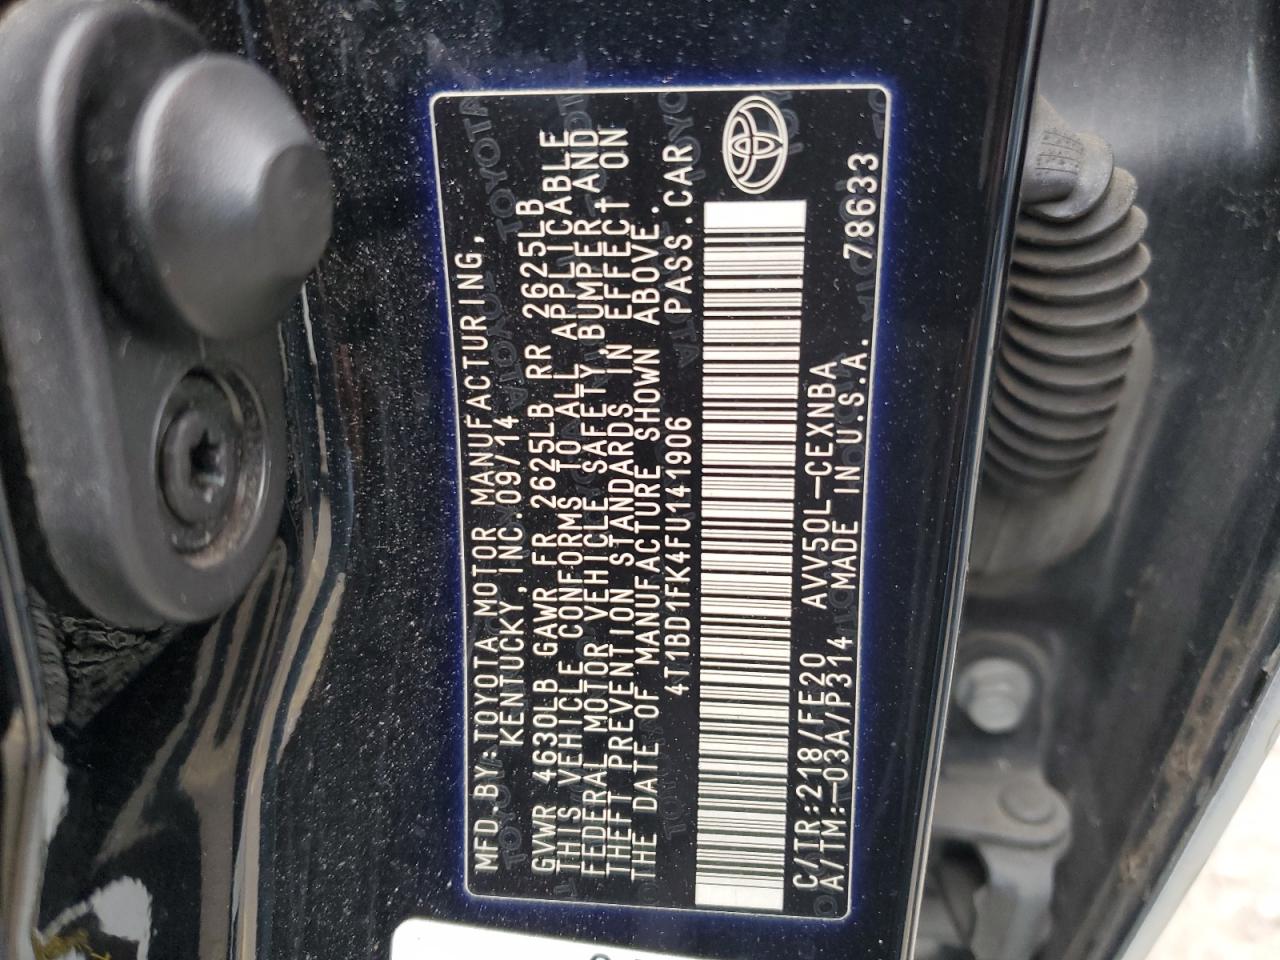 MFD.BY:TOYOTA MOTOR MANUFACTURING,
KENTUCKY,INC.09/14
GVWR 4630LB GAWR FR 2625LB RR 2625LB
THIS VEHICLE CONFORMS TO ALL APPLICABLE
FEDERAL MOTOR VEHICLE SAFETY,BUMPER,AND
THEFT PREVENTION STANDARDS IN EFFECT ON
THE DATE OF MANUFACTURE SHOWN ABOVE.
4T1BD1FK4FU141906 PASS.CAR
C/TR:218/FE20 AVV50L-CEXNBA 78633
A/TM:-03A/P314 MADE IN U.S.A.